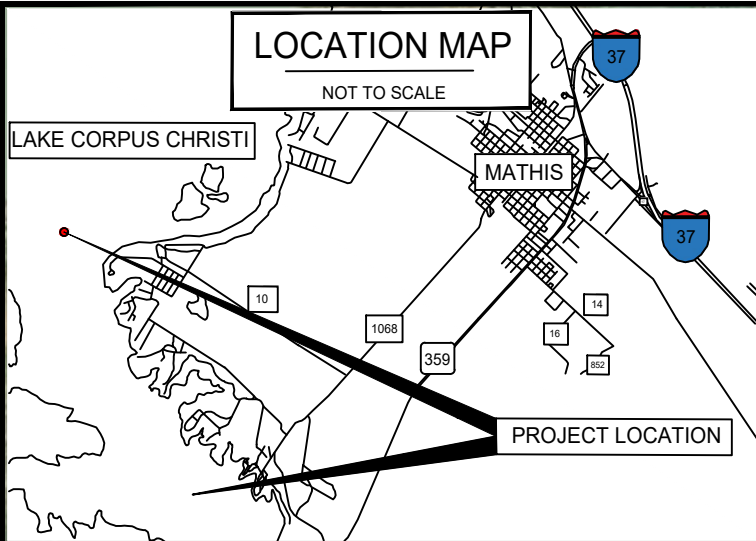 LOCATION MAP
NOT TO SCALE
37
LAKE CORPUS CHRISTI
MATHIS
37
10
14
1068
16
359
852
PROJECT LOCATION